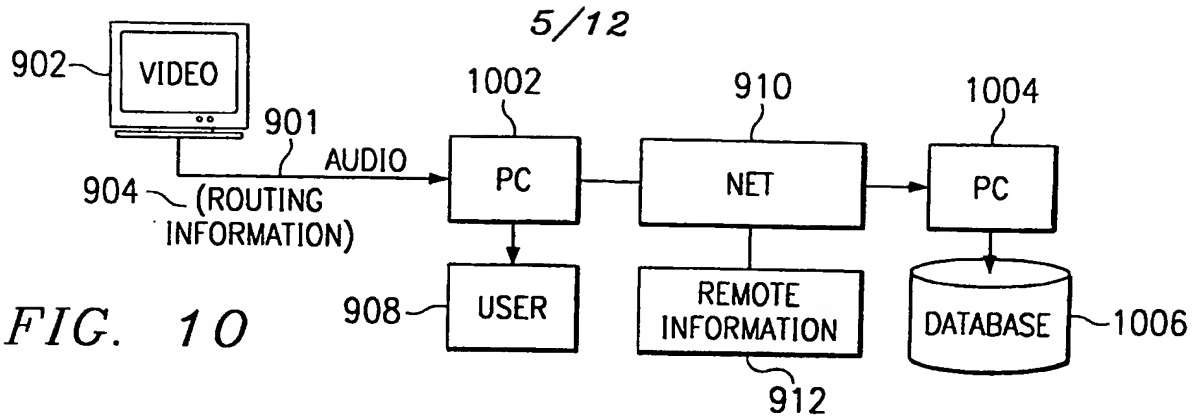 5/12
902
VIDEO
901
AUDIO
904
(ROUTING
INFORMATION)
1002
PC
910
NET
1004
PC
908
USER
REMOTE
INFORMATION
912
DATABASE
1006
FIG. 10